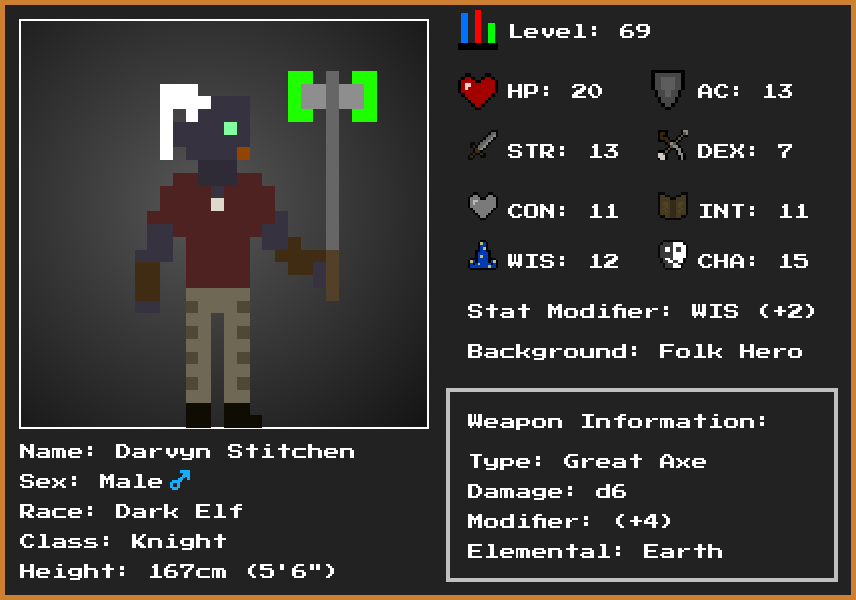 Level: 69
HP: 20
AC: 13
STR: 13
DEX: 7
CON: 11
INT: 11
WIS: 12
CHA: 15
Stat Modifier: WIS (+2)
Background: Folk Hero
Weapon Information:
Type: Great Axe
Damage: d6
Modifier: (+4)
Elemental: Earth
Name: Darvyn Stitchen
Sex: Male♂
Race: Dark Elf
Class: Knight
Height: 167cm (5'6")